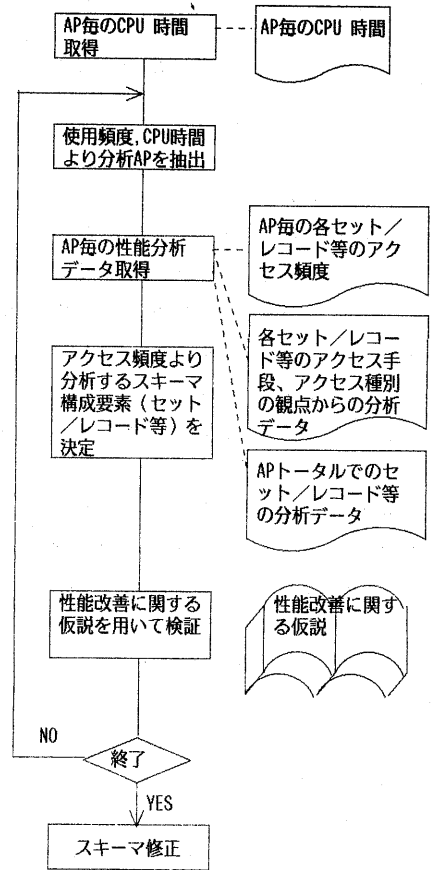 AP毎のCPU 時間
取得
AP毎のCPU 時間
使用頻度,CPU時間
より分析APを抽出
AP毎の性能分析
データ取得
AP毎の各セット／
レコード等のアク
セス頻度
各セット／レコー
ド等のアクセス手
段、アクセス種別
の観点からの分析
データ
アクセス頻度より
分析するスキーマ
構成要素（セット
／レコード等）を
決定
APトータルでのセ
ット／レコード等
の分析データ
性能改善に関する
仮説を用いて検証
性能改善に関す
る仮説
NO
終了
YES
スキーマ修正